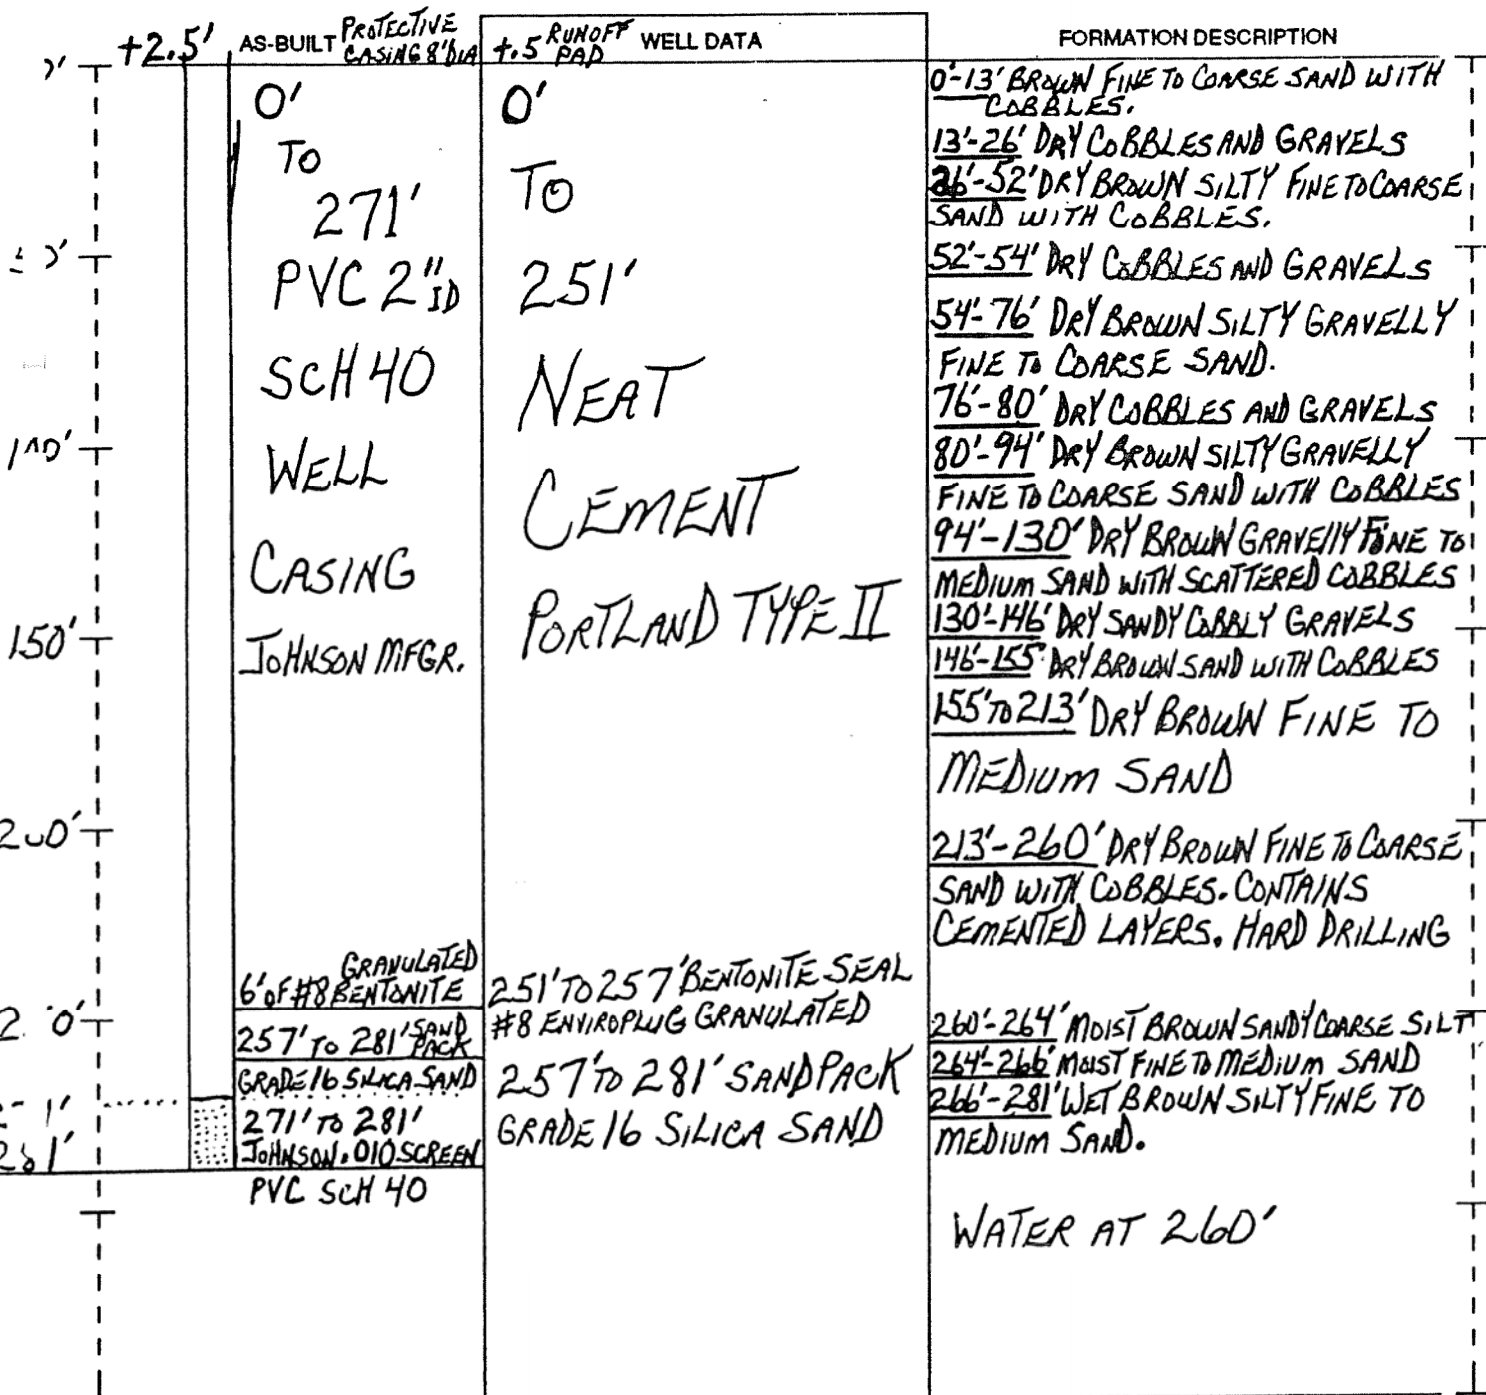 +2.5' AS-BUILT PROTECTIVE CASING 8"DIA
0'
TO
271'
PVC 2" ID
SCH 40
WELL
CASING
JOHNSON MFGR.
GRANULATED
6' OF #8 BENTONITE
257' TO 281' SAND PACK
GRADE 16 SILICA SAND
271' TO 281'
JOHNSON .010 SCREEN
PVC SCH 40
+.5 RUNOFF PAD WELL DATA
0'
TO
251'
NEAT
CEMENT
PORTLAND TYPE II
251' TO 257' BENTONITE SEAL
#8 ENVIROPLUG GRANULATED
257' TO 281' SANDPACK
GRADE 16 SILICA SAND
FORMATION DESCRIPTION
0'-13' BROWN FINE TO COARSE SAND WITH
COBBLES.
13'-26' DRY COBBLES AND GRAVELS
26'-52' DRY BROWN SILTY FINE TO COARSE
SAND WITH COBBLES.
52'-54' DRY COBBLES AND GRAVELS
54'-76' DRY BROWN SILTY GRAVELLY
FINE TO COARSE SAND.
76'-80' DRY COBBLES AND GRAVELS
80'-94' DRY BROWN SILTY GRAVELLY
FINE TO COARSE SAND WITH COBBLES
94'-130' DRY BROWN GRAVELLY FINE TO
MEDIUM SAND WITH SCATTERED COBBLES
130'-146' DRY SANDY COBBLY GRAVELS
146'-155' DRY BROWN SAND WITH COBBLES
155' TO 213' DRY BROWN FINE TO
MEDIUM SAND
213'-260' DRY BROWN FINE TO COARSE
SAND WITH COBBLES. CONTAINS
CEMENTED LAYERS. HARD DRILLING
260'-264' MOIST BROWN SANDY COARSE SILT
264'-266' MOIST FINE TO MEDIUM SAND
266'-281' WET BROWN SILTY FINE TO
MEDIUM SAND.
WATER AT 260'
150'
200'
281'